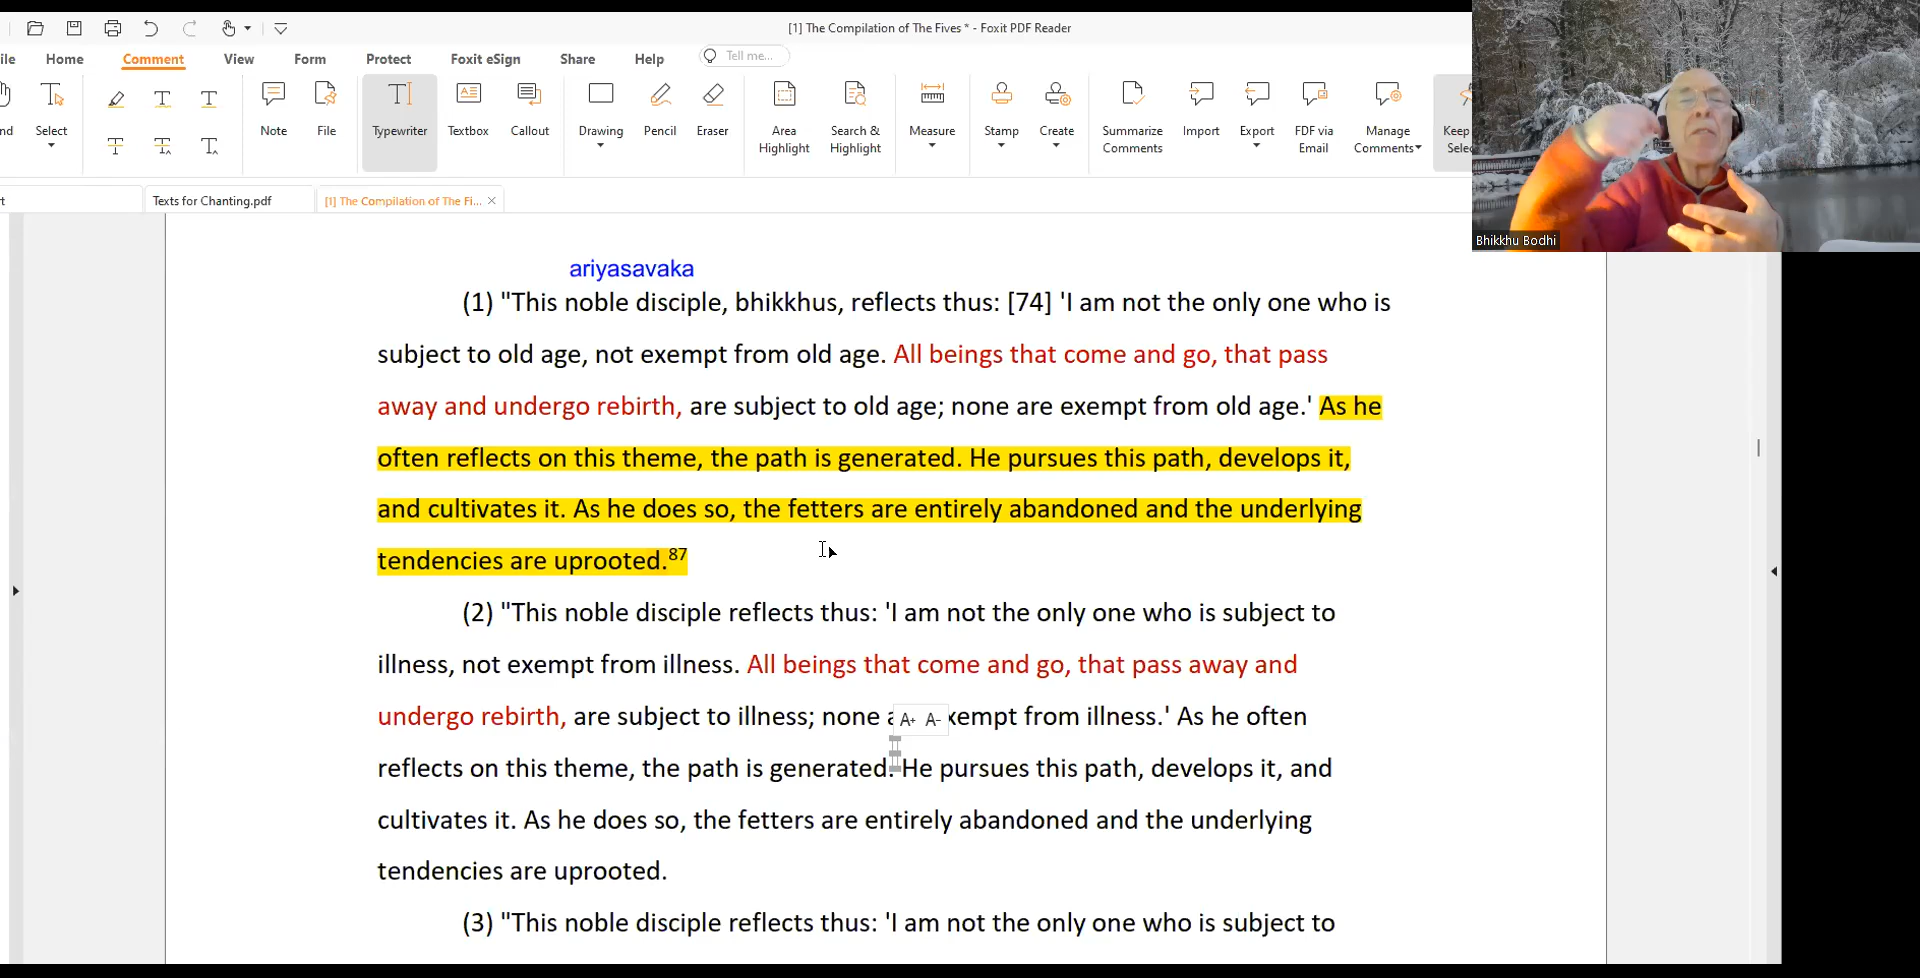 [1] The Compilation of The Fives * - Foxit PDF Reader
ile Home Comment View Form Protect Foxit eSign Share Help Tell me...
nd Select Note File Typewriter Textbox Callout Drawing Pencil Eraser Area Highlight Search & Highlight Measure Stamp Create Summarize Comments Import Export FDF via Email Manage Comments Keep Selec
rt Texts for Chanting.pdf [1] The Compilation of The Fi...
Bhikkhu Bodhi
ariyasavaka
(1) "This noble disciple, bhikkhus, reflects thus: [74] 'I am not the only one who is
subject to old age, not exempt from old age. All beings that come and go, that pass
away and undergo rebirth, are subject to old age; none are exempt from old age.' As he
often reflects on this theme, the path is generated. He pursues this path, develops it,
and cultivates it. As he does so, the fetters are entirely abandoned and the underlying
tendencies are uprooted.87
(2) "This noble disciple reflects thus: 'I am not the only one who is subject to
illness, not exempt from illness. All beings that come and go, that pass away and
undergo rebirth, are subject to illness; none a A+ A- xempt from illness.' As he often
reflects on this theme, the path is generated. He pursues this path, develops it, and
cultivates it. As he does so, the fetters are entirely abandoned and the underlying
tendencies are uprooted.
(3) "This noble disciple reflects thus: 'I am not the only one who is subject to